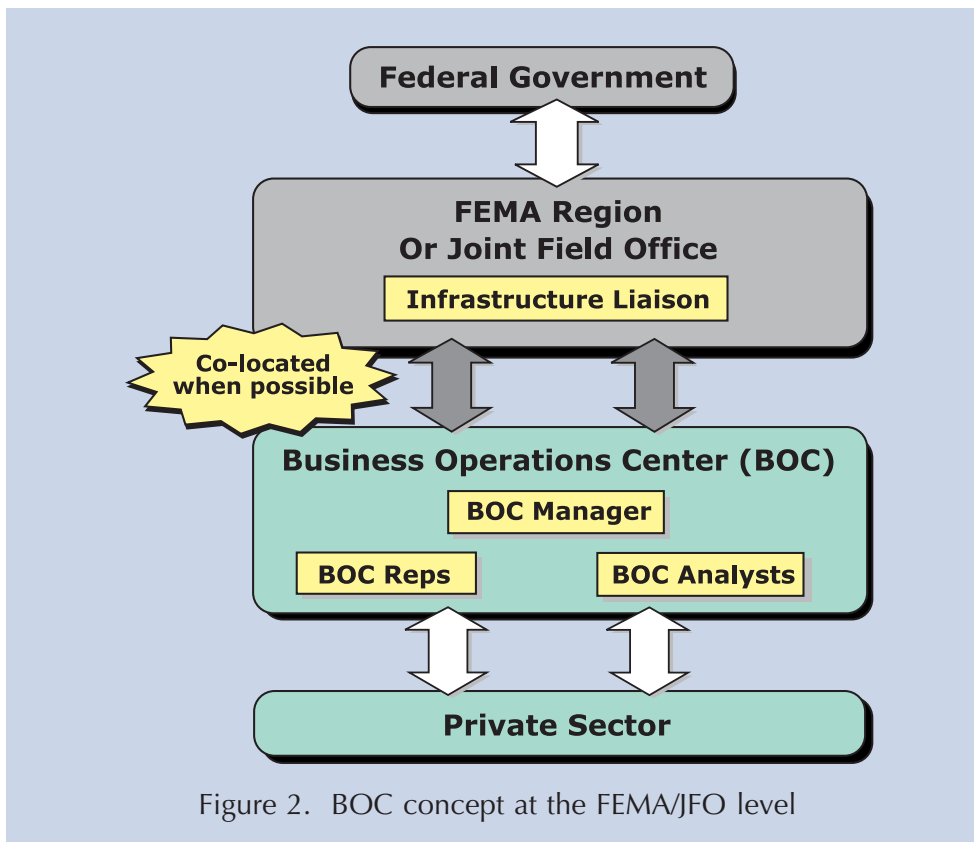 Federal Government
FEMA Region
Or Joint Field Office
Infrastructure Liaison
Co-located
when possible
Business Operations Center (BOC)
BOC Manager
BOC Reps
BOC Analysts
Private Sector
Figure 2. BOC concept at the FEMA/JFO level